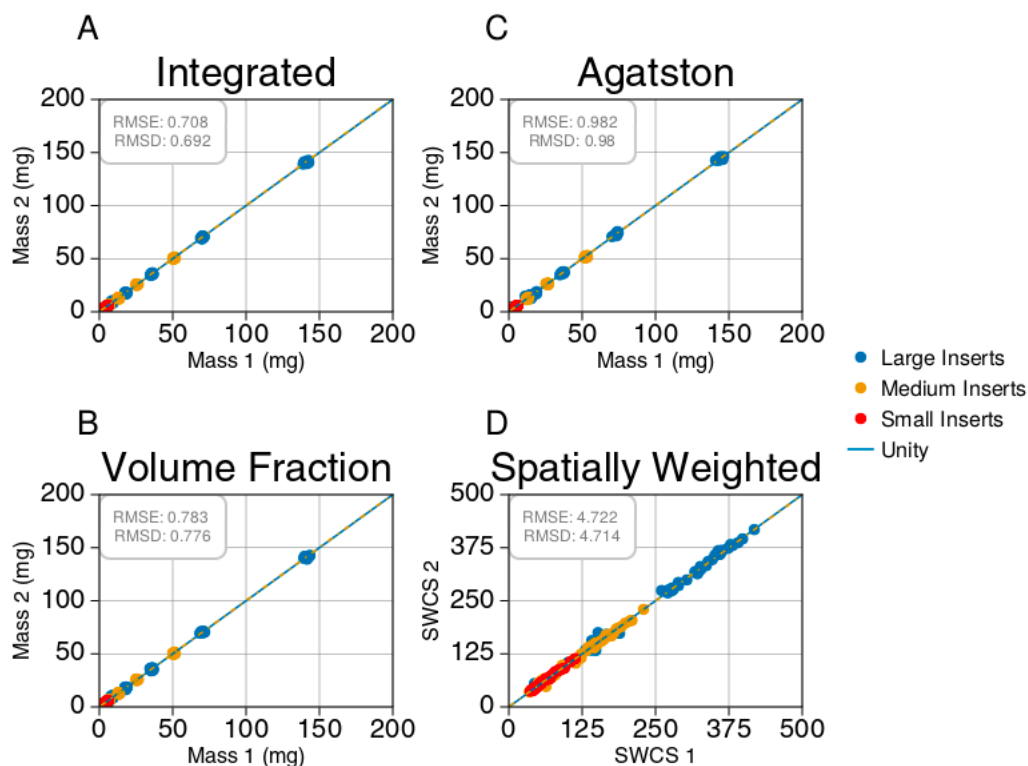 A
Integrated
200
150
100
50
0
RMSE: 0.708
RMSD: 0.692
Mass 2 (mg)
0 50 100 150 200
Mass 1 (mg)
C
Agatston
200
150
100
50
0
RMSE: 0.982
RMSD: 0.98
Mass 2 (mg)
0 50 100 150 200
Mass 1 (mg)
Large Inserts
Medium Inserts
Small Inserts
Unity
B
Volume Fraction
200
150
100
50
0
RMSE: 0.783
RMSD: 0.776
Mass 2 (mg)
0 50 100 150 200
Mass 1 (mg)
D
Spatially Weighted
500
375
250
125
0
RMSE: 4.722
RMSD: 4.714
SWCS 2
0 125 250 375 500
SWCS 1